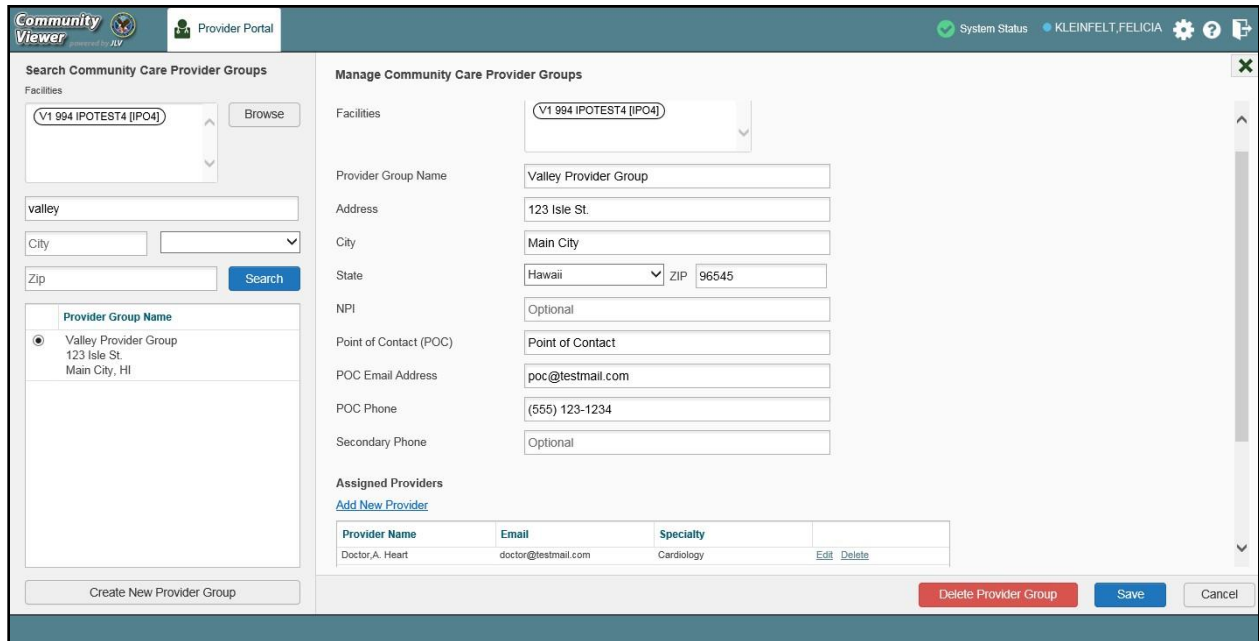 Community
Viewer powered by JLV
Provider Portal
System Status
KLEINFELT,FELICIA
Search Community Care Provider Groups
Facilities
V1 994 IPOTEST4 [IPO4]
Browse
valley
City
Zip
Search
Provider Group Name
Valley Provider Group
123 Isle St.
Main City, HI
Create New Provider Group
Manage Community Care Provider Groups
Facilities
V1 994 IPOTEST4 [IPO4]
Provider Group Name
Valley Provider Group
Address
123 Isle St.
City
Main City
State
Hawaii
ZIP
96545
NPI
Optional
Point of Contact (POC)
Point of Contact
POC Email Address
poc@testmail.com
POC Phone
(555) 123-1234
Secondary Phone
Optional
Assigned Providers
Add New Provider
Provider Name Email Specialty
Doctor,A. Heart doctor@testmail.com Cardiology Edit Delete
Delete Provider Group
Save
Cancel